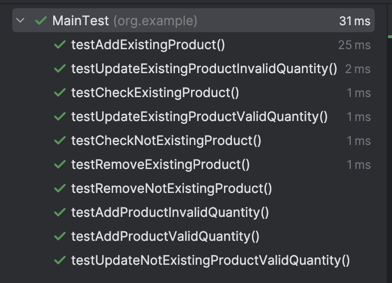 MainTest (org.example) 31 ms
testAddExistingProduct() 25 ms
testUpdateExistingProductInvalidQuantity() 2 ms
testCheckExistingProduct() 1 ms
testUpdateExistingProductValidQuantity() 1 ms
testCheckNotExistingProduct() 1 ms
testRemoveExistingProduct() 1 ms
testRemoveNotExistingProduct()
testAddProductInvalidQuantity()
testAddProductValidQuantity()
testUpdateNotExistingProductValidQuantity()